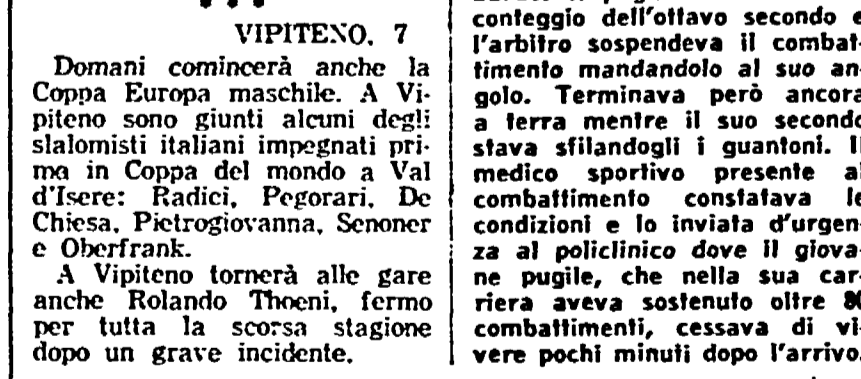 VIPITENO, 7
Domani comincerà anche la
Coppa Europa maschile. A Vi-
piteno sono giunti alcuni degli
slalomisti italiani impegnati pri-
ma in Coppa del mondo a Val
d'Isere: Radici, Pegorari, De
Chiesa, Pietrogiovanna, Senoner
e Oberfrank.
A Vipiteno tornerà alle gare
anche Rolando Thoeni, fermo
per tutta la scorsa stagione
dopo un grave incidente.
conteggio dell'ottavo secondo e
l'arbitro sospendeva il combat-
timento mandandolo al suo an-
golo. Terminava però ancora
a terra mentre il suo secondo
stava sfilandogli i guantoni. Il
medico sportivo presente al
combattimento constatava le
condizioni e lo inviata d'urgen-
za al policlinico dove il giova-
ne pugile, che nella sua car-
riera aveva sostenuto oltre
combattimenti, cessava di vi-
vere pochi minuti dopo l'arrivo.